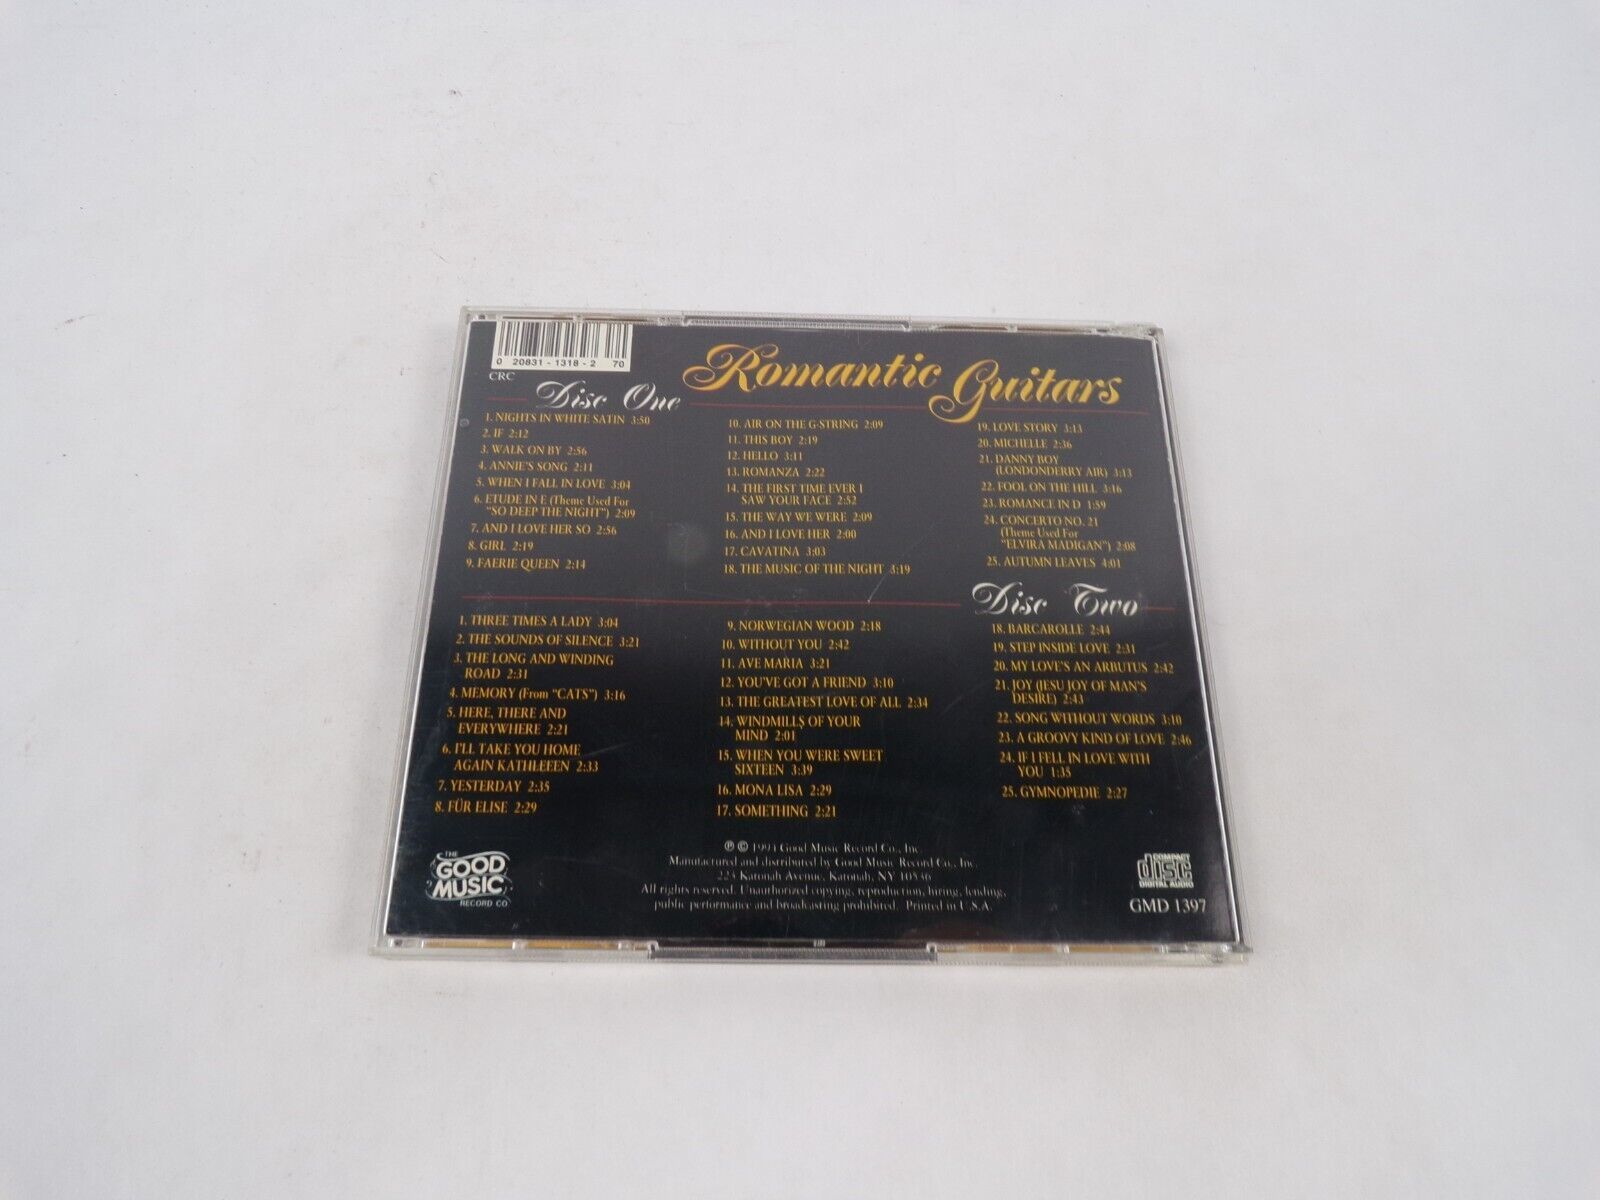 0 20831 - 1318 - 2 70
CRC
Romantic Guitars
Disc One
1. NIGHTS IN WHITE SATIN 3:50
2. IF 2:12
3. WALK ON BY 2:56
4. ANNIE'S SONG 2:11
5. WHEN I FALL IN LOVE 3:04
6. ETUDE IN E (Theme Used For
"SO DEEP THE NIGHT") 2:09
7. AND I LOVE HER SO 2:56
8. GIRL 2:19
9. FAERIE QUEEN 2:14
10. AIR ON THE G-STRING 2:09
11. THIS BOY 2:19
12. HELLO 3:11
13. ROMANZA 2:22
14. THE FIRST TIME EVER I
SAW YOUR FACE 2:52
15. THE WAY WE WERE 2:09
16. AND I LOVE HER 2:00
17. CAVATINA 3:03
18. THE MUSIC OF THE NIGHT 3:19
19. LOVE STORY 3:13
20. MICHELLE 2:36
21. DANNY BOY
(LONDONDERRY AIR) 3:13
22. FOOL ON THE HILL 3:16
23. ROMANCE IN D 1:59
24. CONCERTO NO. 21
(Theme Used For
"ELVIRA MADIGAN") 2:08
25. AUTUMN LEAVES 4:01
Disc Two
1. THREE TIMES A LADY 3:04
2. THE SOUNDS OF SILENCE 3:21
3. THE LONG AND WINDING
ROAD 2:31
4. MEMORY (From "CATS") 3:16
5. HERE, THERE AND
EVERYWHERE 2:21
6. I'LL TAKE YOU HOME
AGAIN KATHLEEEN 2:33
7. YESTERDAY 2:35
8. FÜR ELISE 2:29
9. NORWEGIAN WOOD 2:18
10. WITHOUT YOU 2:42
11. AVE MARIA 3:21
12. YOU'VE GOT A FRIEND 3:10
13. THE GREATEST LOVE OF ALL 2:34
14. WINDMILLS OF YOUR
MIND 2:01
15. WHEN YOU WERE SWEET
SIXTEEN 3:39
16. MONA LISA 2:29
17. SOMETHING 2:21
18. BARCAROLLE 2:44
19. STEP INSIDE LOVE 2:31
20. MY LOVE'S AN ARBUTUS 2:42
21. JOY (JESU JOY OF MAN'S
DESIRE) 2:43
22. SONG WITHOUT WORDS 3:10
23. A GROOVY KIND OF LOVE 2:46
24. IF I FELL IN LOVE WITH
YOU 1:35
25. GYMNOPEDIE 2:27
THE
GOOD
MUSIC
RECORD CO
℗ © 1994 Good Music Record Co., Inc.
Manufactured and distributed by Good Music Record Co., Inc.
223 Katonah Avenue, Katonah, NY 10536
All rights reserved. Unauthorized copying, reproduction, hiring, lending,
public performance and broadcasting prohibited. Printed in U.S.A.
COMPACT
disc
DIGITAL AUDIO
GMD 1397